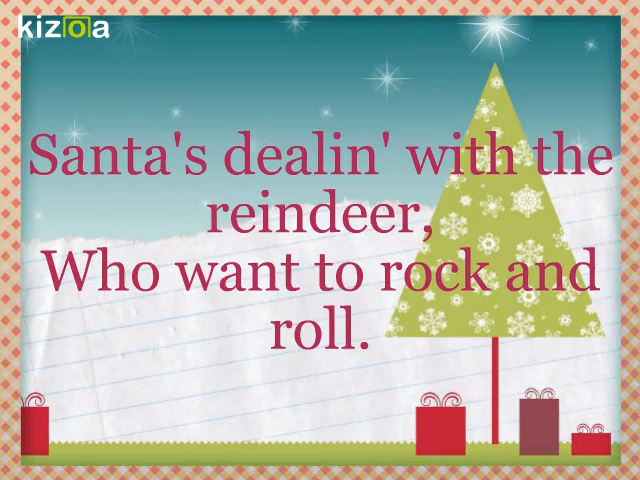 kizoa
Santa's dealin' with the
reindeer,
Who want to rock and
roll.